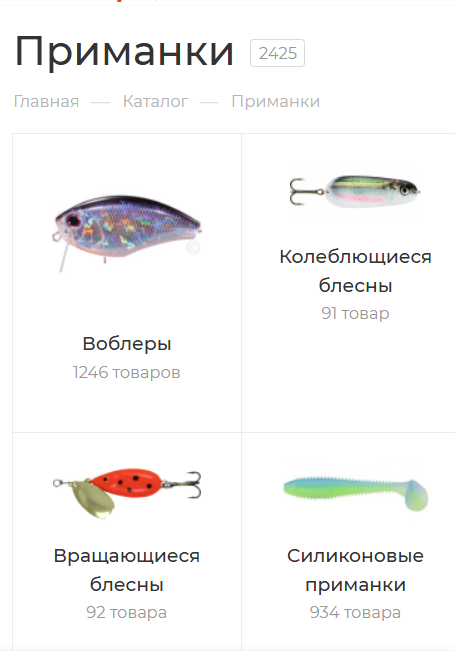 Приманки 2425
Главная — Каталог — Приманки
Воблеры
1246 товаров
Колеблющиеся
блесны
91 товар
Вращающиеся
блесны
92 товара
Силиконовые
приманки
934 товара